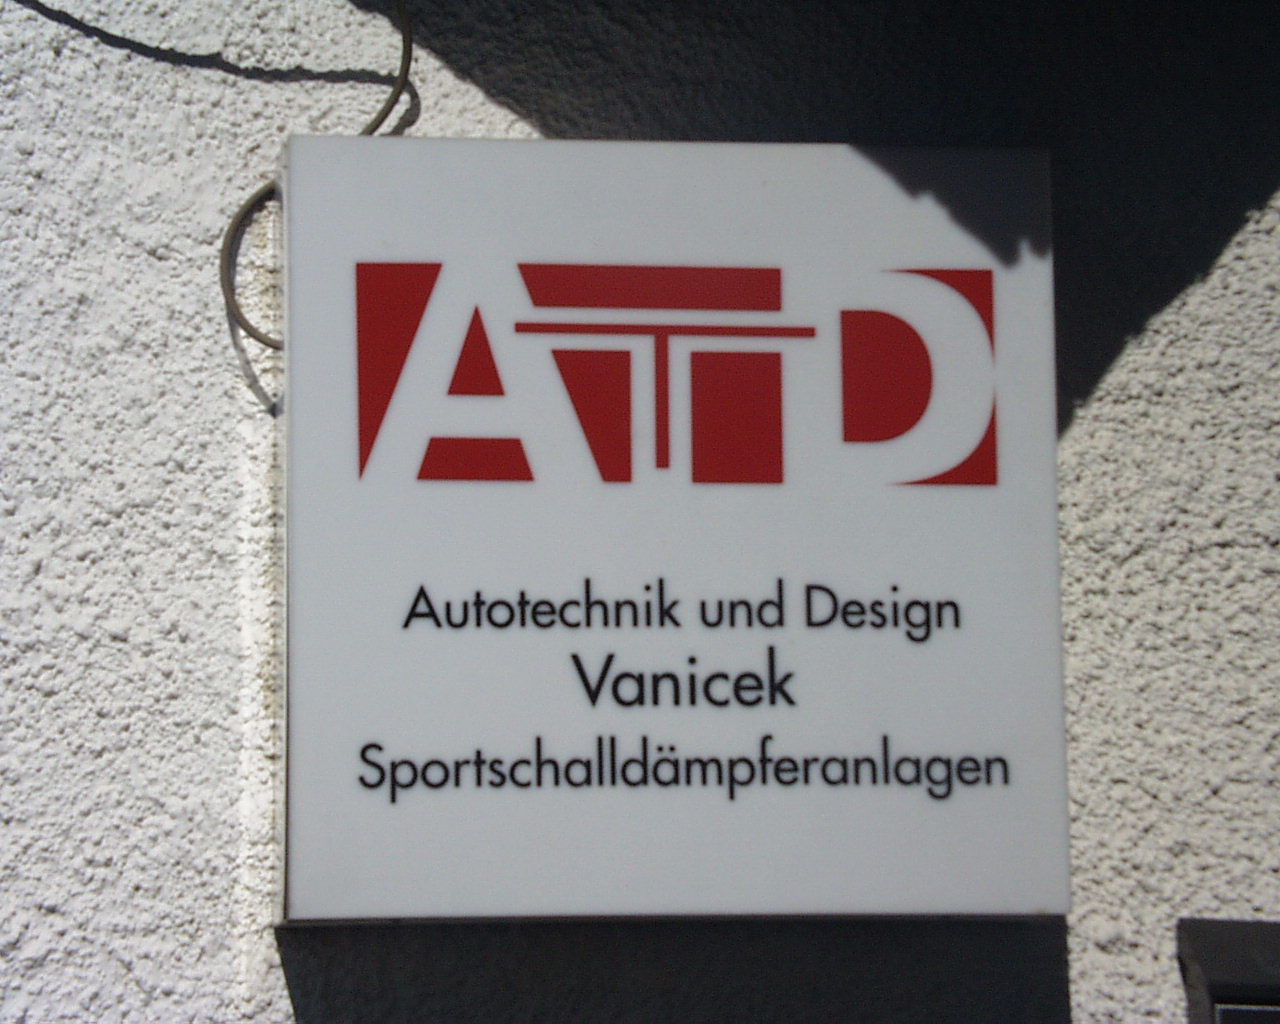 ATD
Autotechnik und Design
Vanicek
Sportschalldämpferanlagen